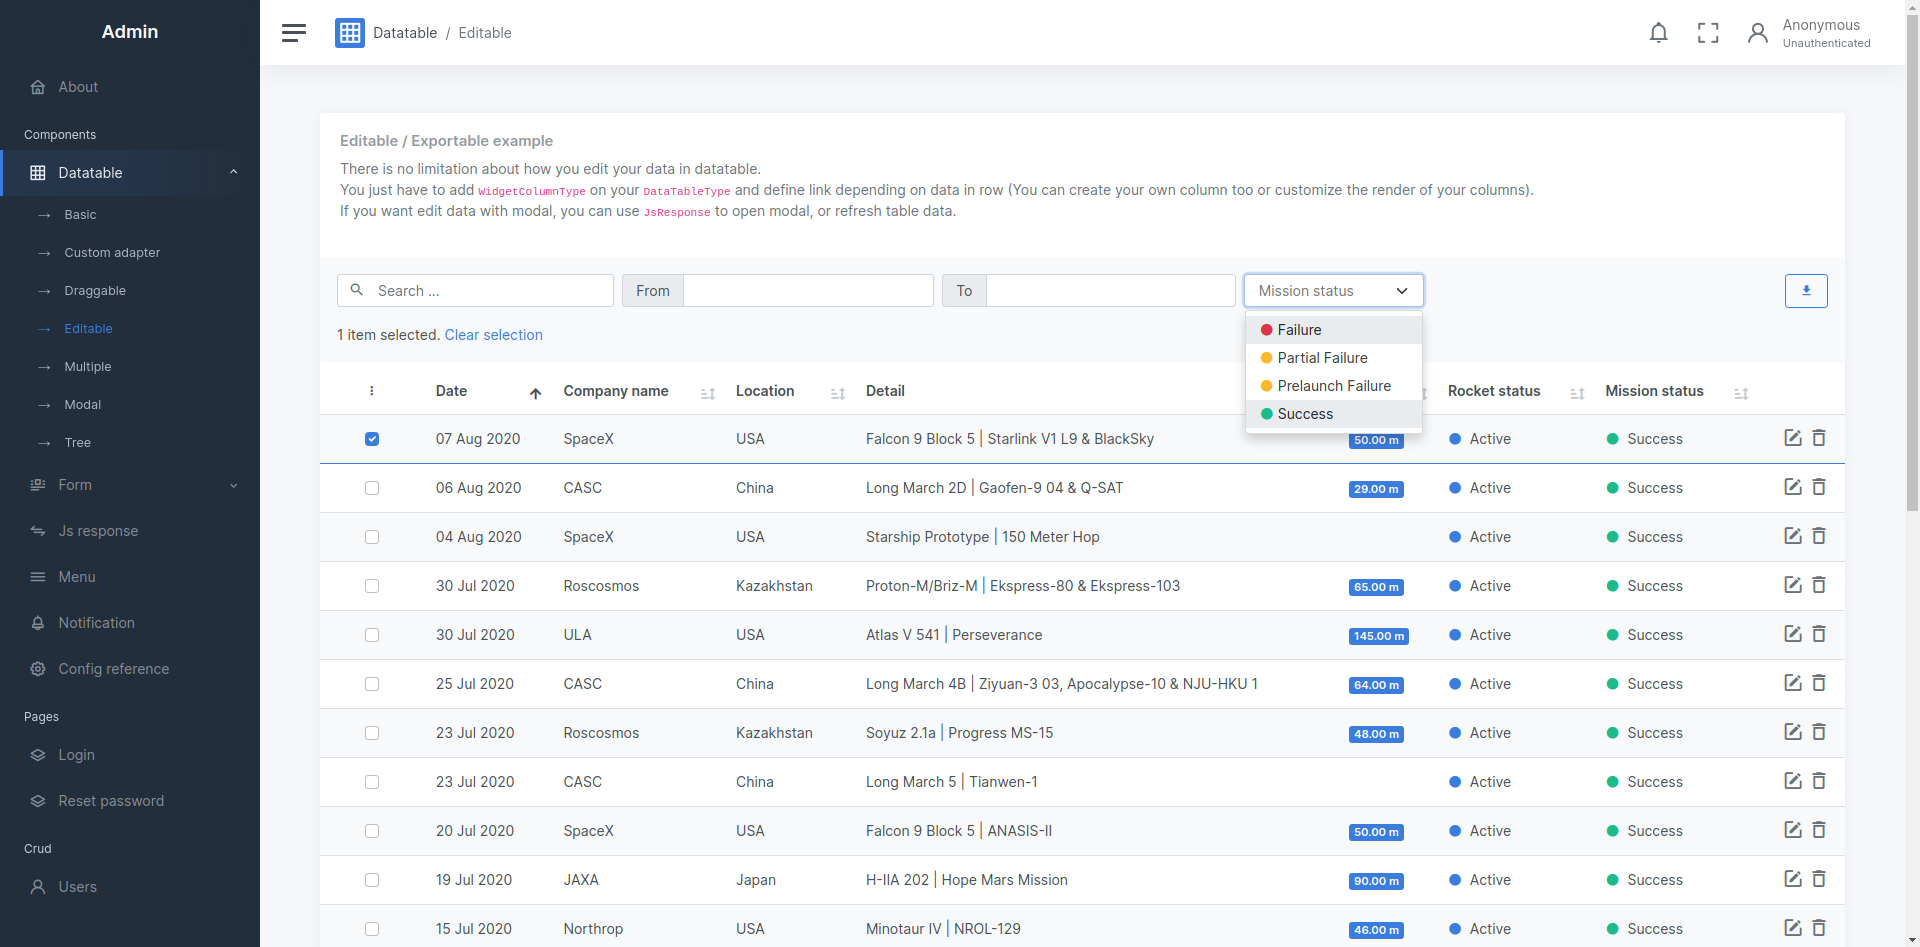 Admin
About
Components
Datatable
Basic
Custom adapter
Draggable
Editable
Multiple
Modal
Tree
Form
Js response
Menu
Notification
Config reference
Pages
Login
Reset password
Crud
Users
Datatable / Editable
Anonymous
Unauthenticated
Editable / Exportable example
There is no limitation about how you edit your data in datatable.
You just have to add WidgetColumnType on your DataTableType and define link depending on data in row (You can create your own column too or customize the render of your columns).
If you want edit data with modal, you can use JsResponse to open modal, or refresh table data.
Search ... From To Mission status
1 item selected. Clear selection
Failure
Partial Failure
Prelaunch Failure
Success
Date Company name Location Detail Rocket status Mission status
07 Aug 2020 SpaceX USA Falcon 9 Block 5 | Starlink V1 L9 & BlackSky 50.00 m Active Success
06 Aug 2020 CASC China Long March 2D | Gaofen-9 04 & Q-SAT 29.00 m Active Success
04 Aug 2020 SpaceX USA Starship Prototype | 150 Meter Hop Active Success
30 Jul 2020 Roscosmos Kazakhstan Proton-M/Briz-M | Ekspress-80 & Ekspress-103 65.00 m Active Success
30 Jul 2020 ULA USA Atlas V 541 | Perseverance 145.00 m Active Success
25 Jul 2020 CASC China Long March 4B | Ziyuan-3 03, Apocalypse-10 & NJU-HKU 1 64.00 m Active Success
23 Jul 2020 Roscosmos Kazakhstan Soyuz 2.1a | Progress MS-15 48.00 m Active Success
23 Jul 2020 CASC China Long March 5 | Tianwen-1 Active Success
20 Jul 2020 SpaceX USA Falcon 9 Block 5 | ANASIS-II 50.00 m Active Success
19 Jul 2020 JAXA Japan H-IIA 202 | Hope Mars Mission 90.00 m Active Success
15 Jul 2020 Northrop USA Minotaur IV | NROL-129 46.00 m Active Success